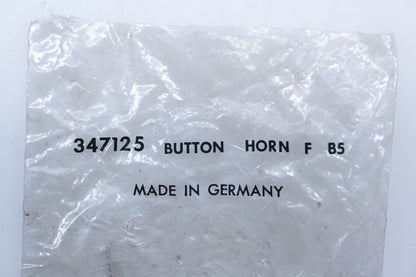 347125 BUTTON HORN F B5
MADE IN GERMANY